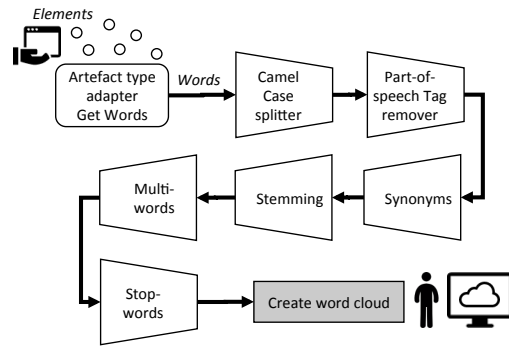 Elements
Artefact type
adapter
Get Words
Words
Camel
Case
splitter
Part-of-
speech Tag
remover
Multi-
words
Stemming
Synonyms
Stop-
words
Create word cloud